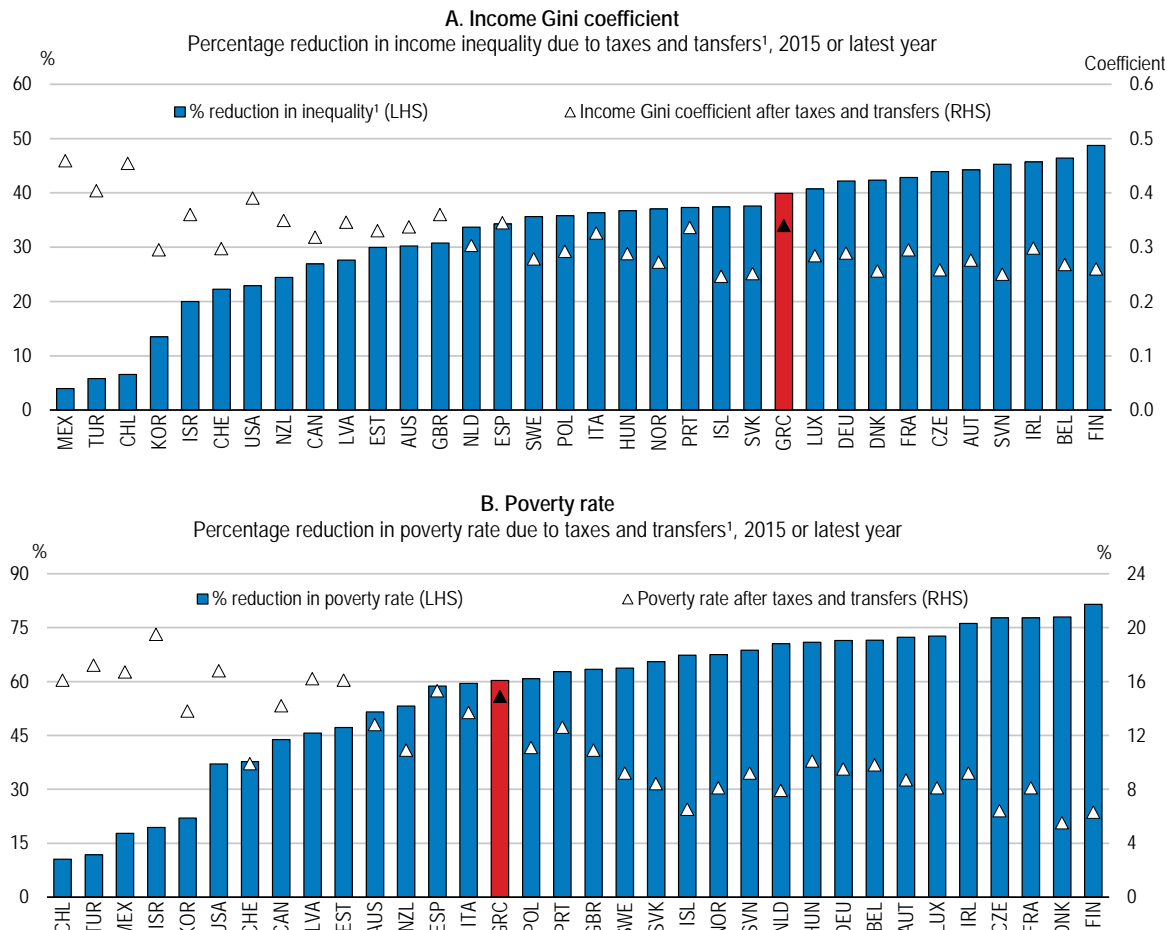 A. Income Gini coefficient
Percentage reduction in income inequality due to taxes and tansfers¹, 2015 or latest year
%
Coefficient
60
0.6
% reduction in inequality¹ (LHS)
Income Gini coefficient after taxes and transfers (RHS)
50
0.5
40
0.4
30
0.3
20
0.2
10
0.1
0
0.0
MEX TUR CHL KOR ISR CHE USA NZL CAN LVA EST AUS GBR NLD ESP SWE POL ITA HUN NOR PRT ISL SVK GRC LUX DEU DNK FRA CZE AUT SVN IRL BEL FIN
B. Poverty rate
Percentage reduction in poverty rate due to taxes and transfers¹, 2015 or latest year
%
%
90
24
% reduction in poverty rate (LHS)
Poverty rate after taxes and transfers (RHS)
75
20
60
16
45
12
30
8
15
4
0
0
CHL TUR MEX ISR KOR USA CHE CAN LVA EST AUS NZL ESP ITA GRC POL PRT GBR SWE SVK ISL NOR SVN NLD HUN DEU BEL AUT LUX IRL CZE FRA DNK FIN